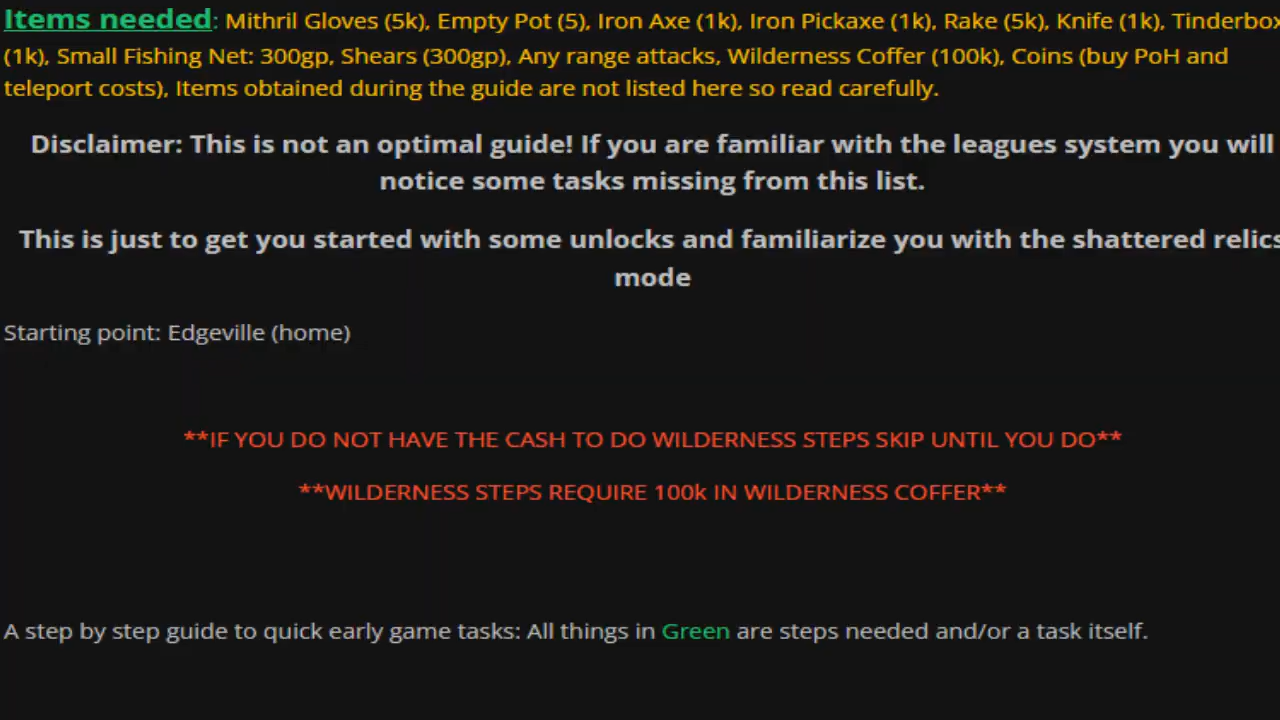 Items needed: Mithril Gloves (5k), Empty Pot (5), Iron Axe (1k), Iron Pickaxe (1k), Rake (5k), Knife (1k), Tinderbox
(1k), Small Fishing Net: 300gp, Shears (300gp), Any range attacks, Wilderness Coffer (100k), Coins (buy PoH and
teleport costs), Items obtained during the guide are not listed here so read carefully.
Disclaimer: This is not an optimal guide! If you are familiar with the leagues system you will
notice some tasks missing from this list.
This is just to get you started with some unlocks and familiarize you with the shattered relics
mode
Starting point: Edgeville (home)
**IF YOU DO NOT HAVE THE CASH TO DO WILDERNESS STEPS SKIP UNTIL YOU DO**
**WILDERNESS STEPS REQUIRE 100k IN WILDERNESS COFFER**
A step by step guide to quick early game tasks: All things in Green are steps needed and/or a task itself.